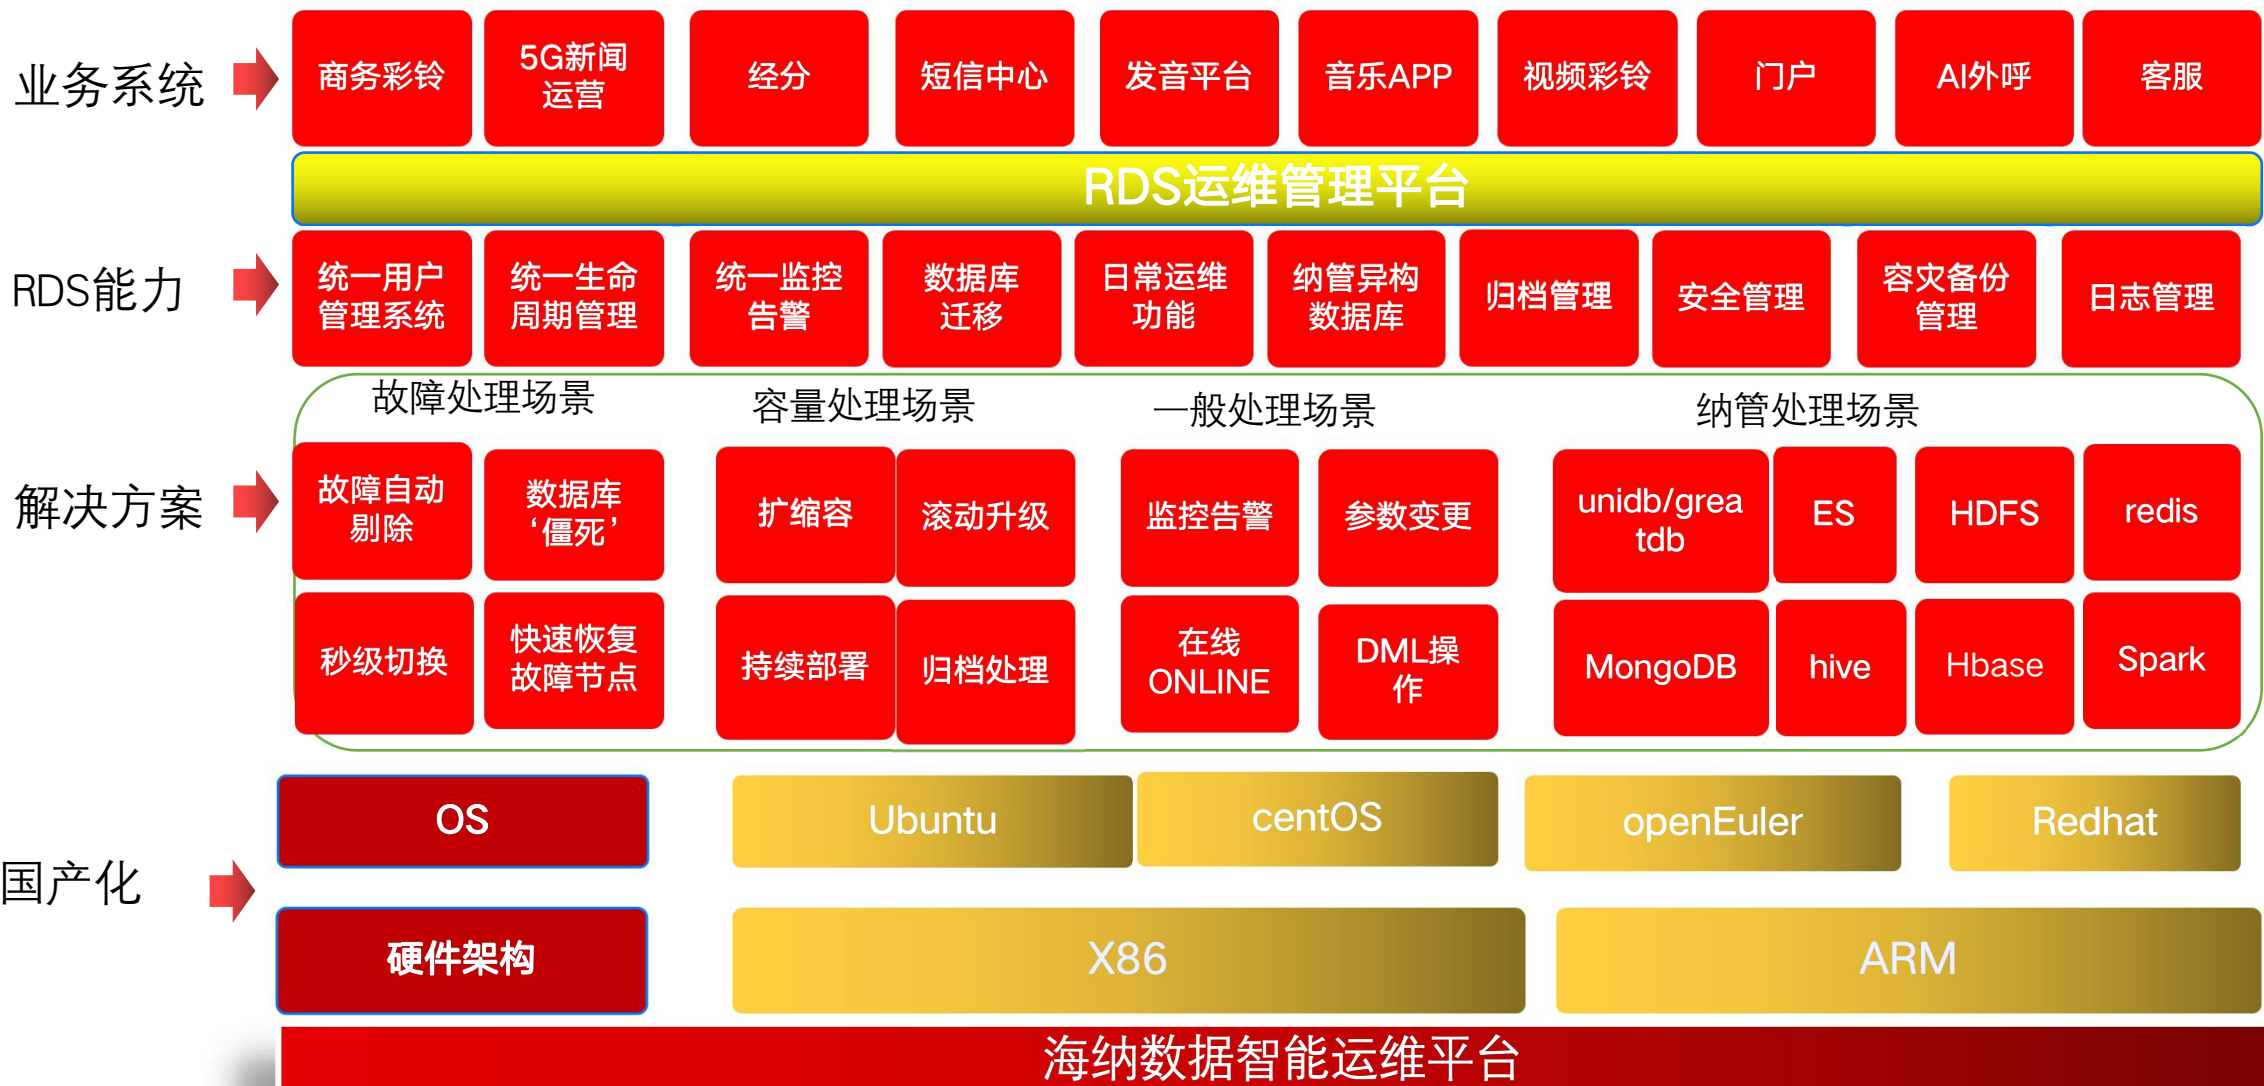 业务系统
商务彩铃
5G新闻
运营
经分
短信中心
发音平台
音乐APP
视频彩铃
门户
AI外呼
客服
RDS运维管理平台
RDS能力
统一用户
管理系统
统一生命
周期管理
统一监控
告警
数据库
迁移
日常运维
功能
纳管异构
数据库
归档管理
安全管理
容灾备份
管理
日志管理
解决方案
故障处理场景
故障自动
剔除
数据库
‘僵死’
秒级切换
快速恢复
故障节点
容量处理场景
扩缩容
滚动升级
持续部署
归档处理
一般处理场景
监控告警
参数变更
在线
ONLINE
DML操
作
纳管处理场景
unidb/grea
tdb
ES
HDFS
redis
MongoDB
hive
Hbase
Spark
国产化
OS
Ubuntu
centOS
openEuler
Redhat
硬件架构
X86
ARM
海纳数据智能运维平台